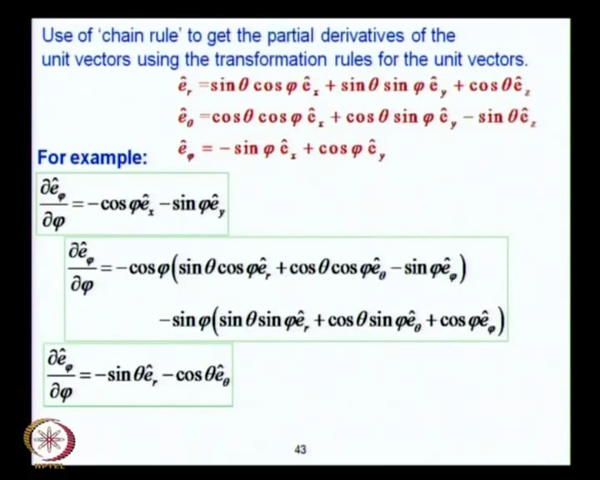 Use of 'chain rule' to get the partial derivatives of the
unit vectors using the transformation rules for the unit vectors.
ê_r = sin θ cos φ ê_x + sin θ sin φ ê_y + cos θ ê_z
ê_θ = cos θ cos φ ê_x + cos θ sin φ ê_y − sin θ ê_z
ê_φ = − sin φ ê_x + cos φ ê_y
For example:
∂ê_φ/∂φ = −cos φ ê_x − sin φ ê_y
∂ê_φ/∂φ = −cos φ (sin θ cos φ ê_r + cos θ cos φ ê_θ − sin φ ê_φ)
−sin φ (sin θ sin φ ê_r + cos θ sin φ ê_θ + cos φ ê_φ)
∂ê_φ/∂φ = −sin θ ê_r − cos θ ê_θ
NPTEL
43